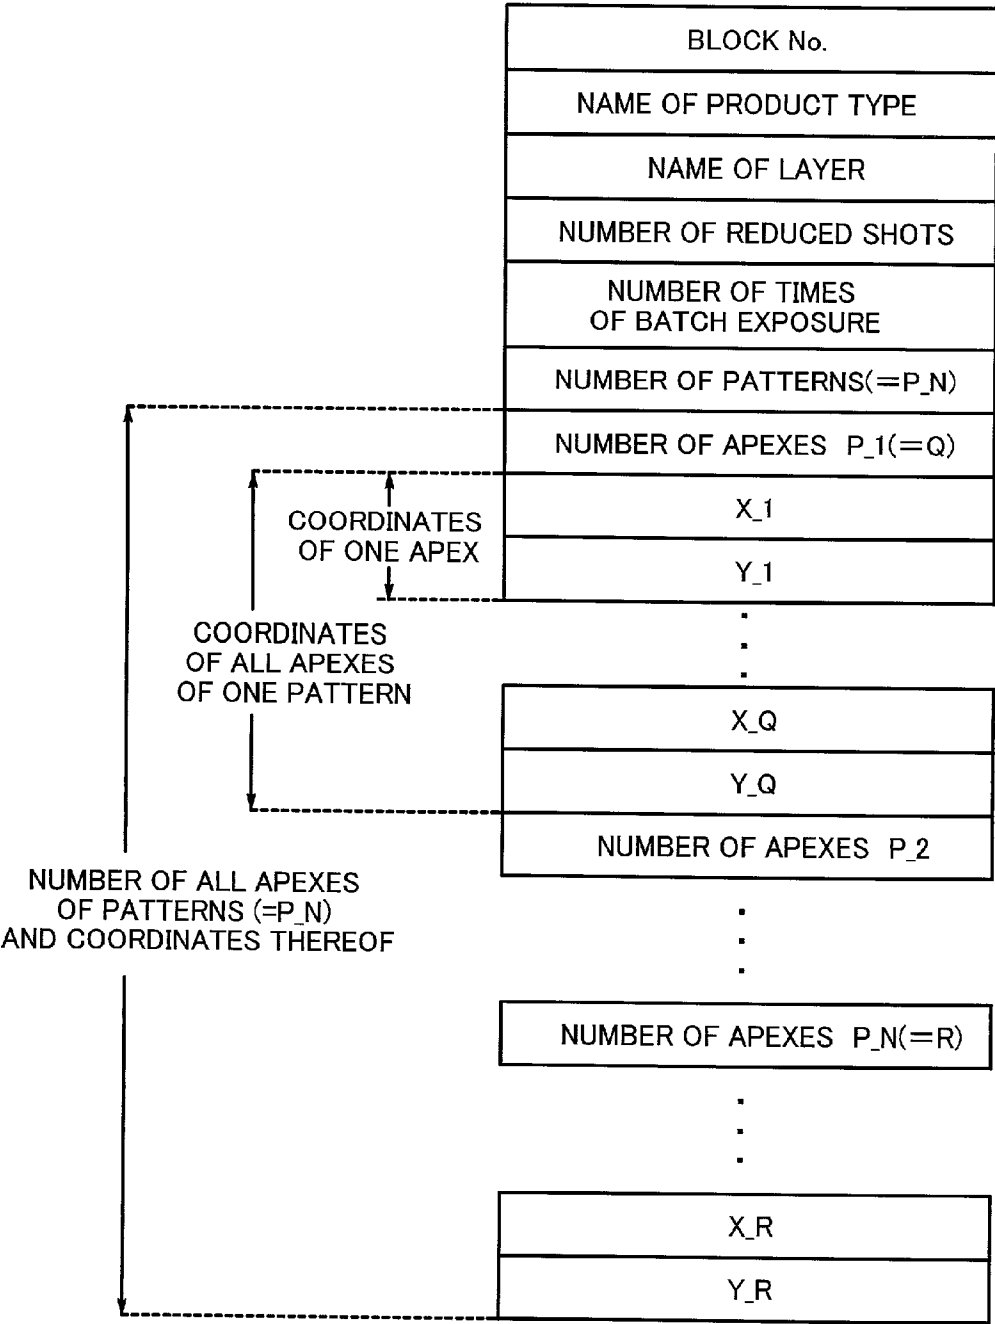 BLOCK No.
NAME OF PRODUCT TYPE
NAME OF LAYER
NUMBER OF REDUCED SHOTS
NUMBER OF TIMES
OF BATCH EXPOSURE
NUMBER OF PATTERNS(=P_N)
NUMBER OF APEXES P_1(=Q)
X_1
COORDINATES
OF ONE APEX
Y_1
COORDINATES
OF ALL APEXES
OF ONE PATTERN
X_Q
Y_Q
NUMBER OF APEXES P_2
NUMBER OF ALL APEXES
OF PATTERNS (=P_N)
AND COORDINATES THEREOF
NUMBER OF APEXES P_N(=R)
X_R
Y_R